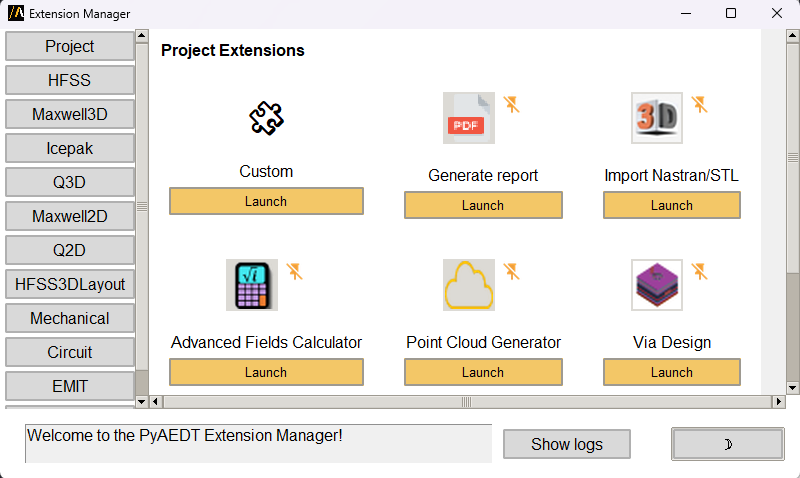 Extension Manager
Project
HFSS
Maxwell3D
Icepak
Q3D
Maxwell2D
Q2D
HFSS3DLayout
Mechanical
Circuit
EMIT
Project Extensions
PDF
3D
Custom
Generate report
Import Nastran/STL
Launch
Launch
Launch
√i
Advanced Fields Calculator
Point Cloud Generator
Via Design
Launch
Launch
Launch
Welcome to the PyAEDT Extension Manager!
Show logs